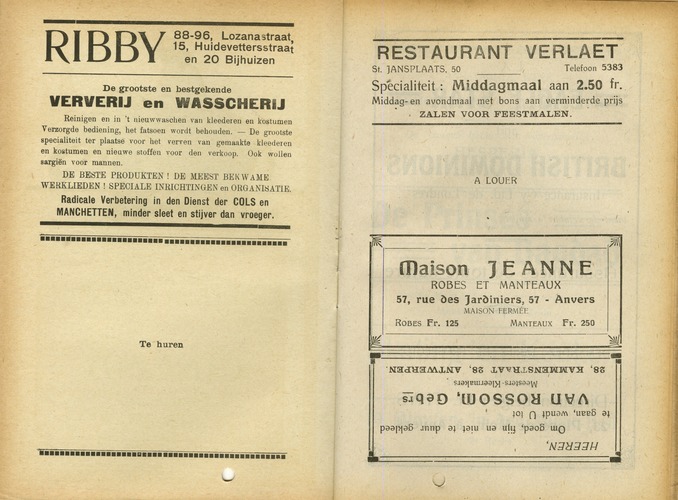 RIBBY
88-96, Lozanastraat,
15, Huidevettersstraat
en 20 Bijhuizen
De grootste en bestgekende
VERVERIJ en WASSCHERIJ
Reinigen en in 't nieuwwaschen van kleederen en kostumen
Verzorgde bediening, het fatsoen wordt behouden. — De grootste
specialiteit ter plaatse voor het verven van gemaakte kleederen
en kostumen en nieuwe stoffen voor den verkoop. Ook wollen
sargiën voor mannen.
DE BESTE PRODUKTEN! DE MEEST BEKWAME
WERKLIEDEN! SPECIALE INRICHTINGEN en ORGANISATIE.
Radicale Verbetering in den Dienst der COLS en
MANCHETTEN, minder sleet en stijver dan vroeger.
Te huren
RESTAURANT VERLAET
St. JANSPLAATS, 50 Telefoon 5383
Specialiteit: Middagmaal aan 2.50 fr.
Middag- en avondmaal met bons aan verminderde prijs
ZALEN VOOR FEESTMALEN.
A LOUER
Maison JEANNE
ROBES ET MANTEAUX
57, rue des Jardiniers, 57 - Anvers
MAISON FERMÉE
ROBES Fr. 125 MANTEAUX Fr. 250
HEEREN,
Om goed, fijn en niet te duur gekleed
te gaan, wendt U tot
VAN ROSSOM, Gebrs
Meesters-Kleermakers
28, KAMMENSTRAAT 28, ANTWERPEN.